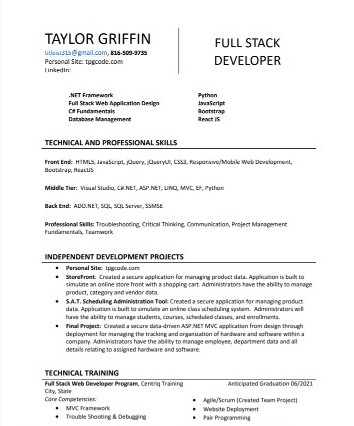 TAYLOR GRIFFIN
FULL STACK
DEVELOPER
@gmail.com, 816-509-9735
Personal Site: tpgcode.com
LinkedIn:
.NET Framework
Full Stack Web Application Design
C# Fundamentals
Database Management
Python
JavaScript
Bootstrap
React JS
TECHNICAL AND PROFESSIONAL SKILLS
Front End: HTML5, JavaScript, jQuery, jQueryUI, CSS3, Responsive/Mobile Web Development,
Bootstrap, ReactJS
Middle Tier: Visual Studio, C#.NET, ASP.NET, LINQ, MVC, EF, Python
Back End: ADO.NET, SQL, SQL Server, SSMSE
Professional Skills: Troubleshooting, Critical Thinking, Communication, Project Management
Fundamentals, Teamwork
INDEPENDENT DEVELOPMENT PROJECTS
• Personal Site: tpgcode.com
• StoreFront: Created a secure application for managing product data. Application is built to
simulate an online store front with a shopping cart. Administrators have the ability to manage
product, category and vendor data.
• S.A.T. Scheduling Administration Tool: Created a secure application for managing product
data. Application is built to simulate an online class scheduling system. Administrators will
have the ability to manage students, courses, scheduled classes and enrollments.
• Final Project: Created a secure data-driven ASP.NET MVC application from design through
deployment for managing the tracking and organization of hardware and software within a
company. Administrators have the ability to manage employee, department data and all
details relating to assigned hardware and software.
TECHNICAL TRAINING
Full Stack Web Developer Program, Centriq Training
Anticipated Graduation 06/2021
City, State
Core Competencies:
• MVC Framework
• Trouble Shooting & Debugging
• Agile/Scrum (Created Team Project)
• Website Deployment
• Pair Programming